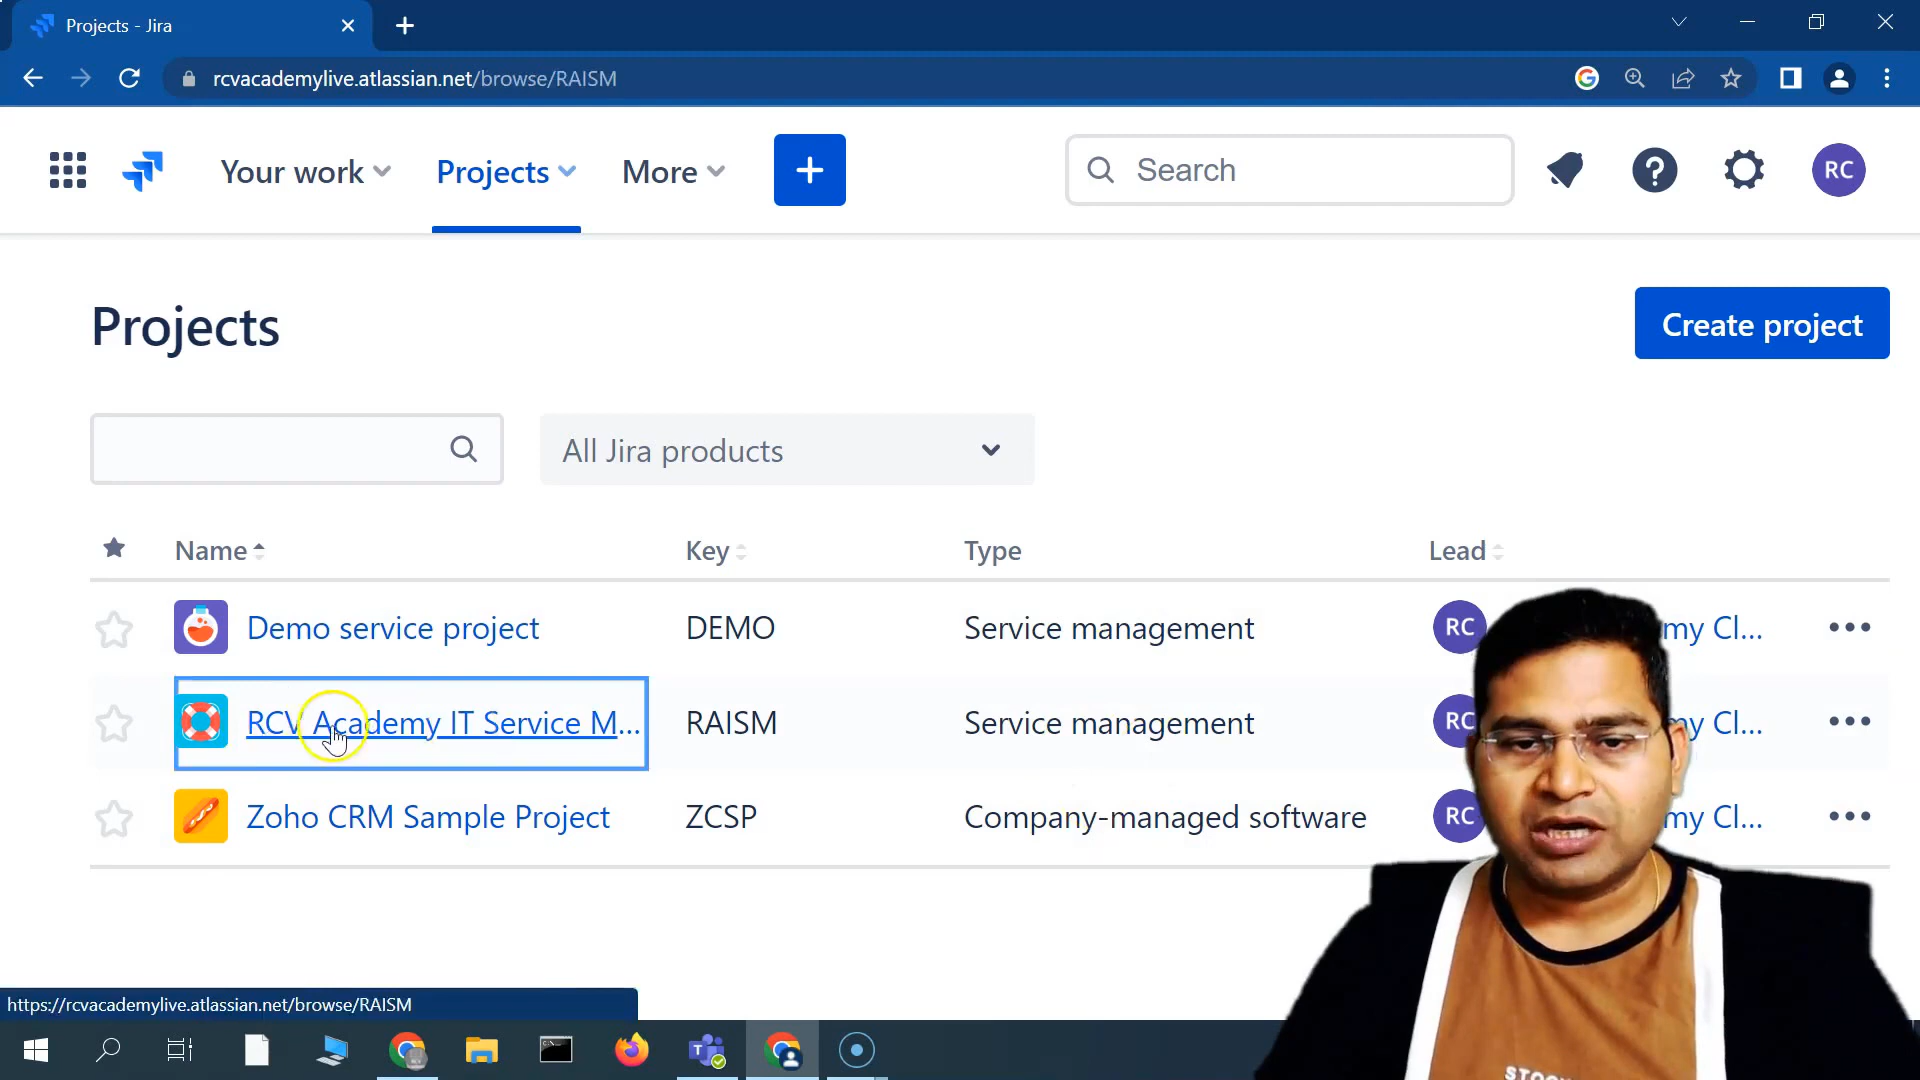 Projects - Jira
rcvacademylive.atlassian.net/browse/RAISM
Your work
Projects
More
+
Search
RC
Projects
Create project
All Jira products
Name
Key
Type
Lead
Demo service project
DEMO
Service management
RC
my Cl...
RCV Academy IT Service M...
RAISM
Service management
RC
my Cl...
Zoho CRM Sample Project
ZCSP
Company-managed software
RC
my Cl...
https://rcvacademylive.atlassian.net/browse/RAISM